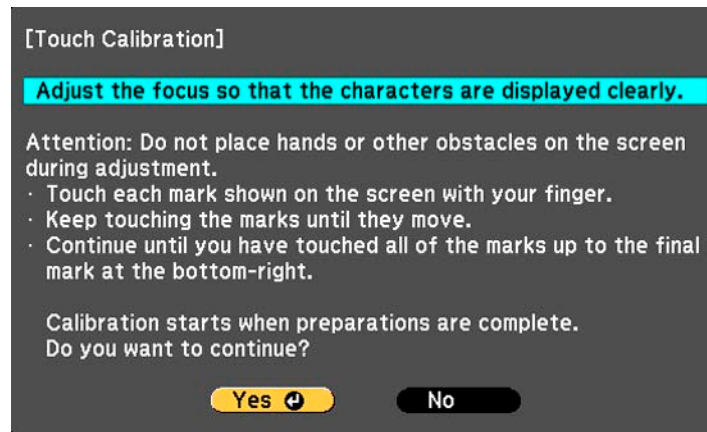 [Touch Calibration]
Adjust the focus so that the characters are displayed clearly.
Attention: Do not place hands or other obstacles on the screen
during adjustment.
· Touch each mark shown on the screen with your finger.
· Keep touching the marks until they move.
· Continue until you have touched all of the marks up to the final
mark at the bottom-right.
Calibration starts when preparations are complete.
Do you want to continue?
Yes ↵ No